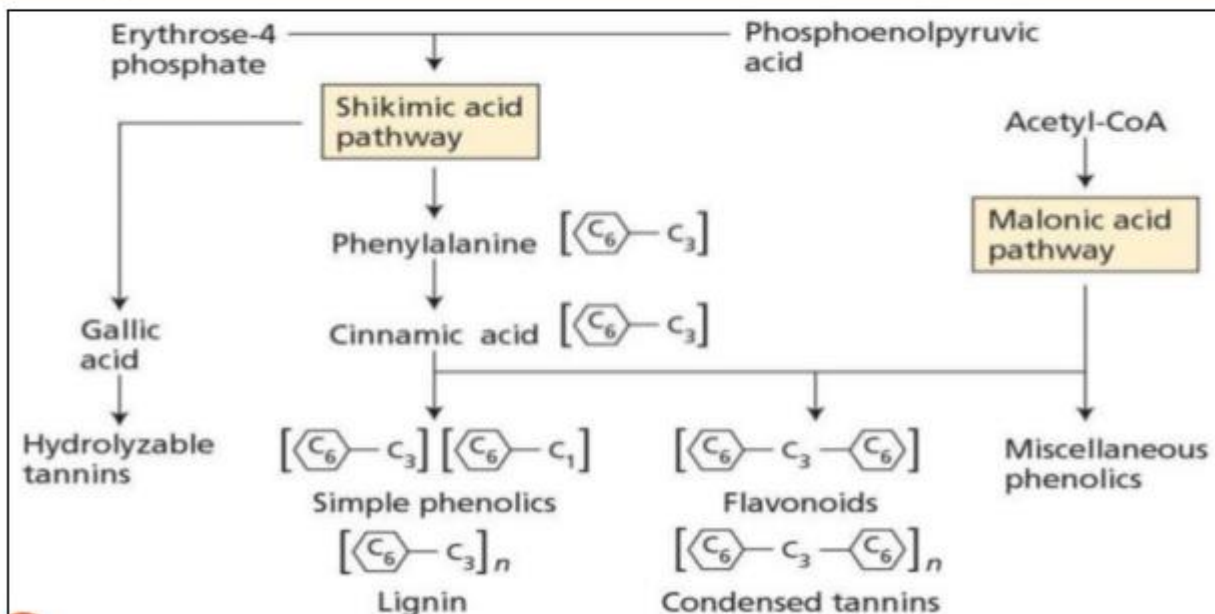 Erythrose-4
phosphate
Phosphoenolpyruvic
acid
Shikimic acid
pathway
Acetyl-CoA
Malonic acid
pathway
Phenylalanine [C6 — C3]
Cinnamic acid [C6 — C3]
Gallic
acid
Hydrolyzable
tannins
[C6 — C3] [C6 — C1]
Simple phenolics
[C6 — C3]n
Lignin
[C6 — C3 — C6]
Flavonoids
[C6 — C3 — C6]n
Condensed tannins
Miscellaneous
phenolics